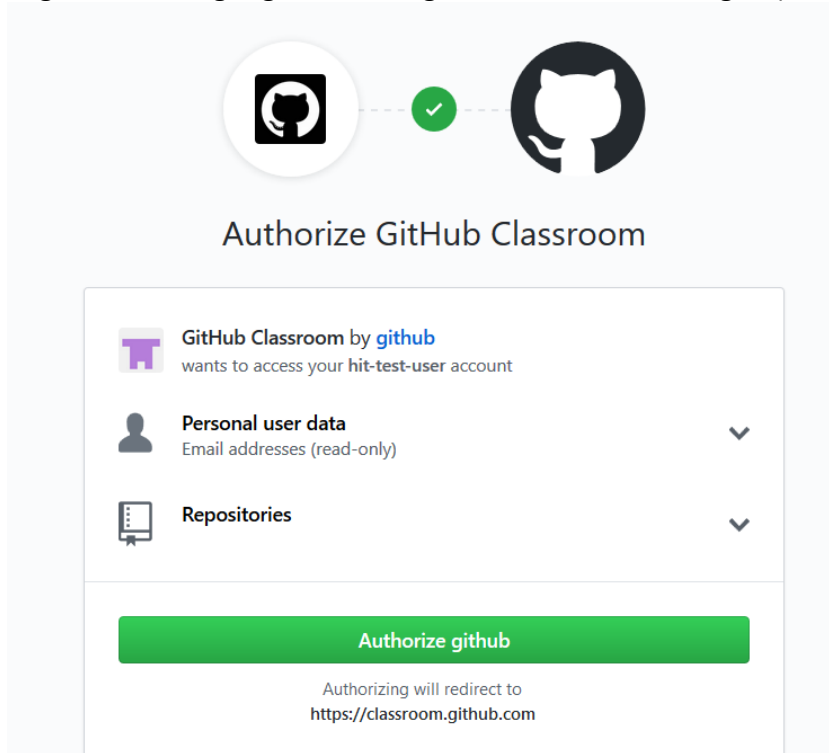 Authorize GitHub Classroom
GitHub Classroom by github
wants to access your hit-test-user account
Personal user data
Email addresses (read-only)
Repositories
Authorize github
Authorizing will redirect to
https://classroom.github.com